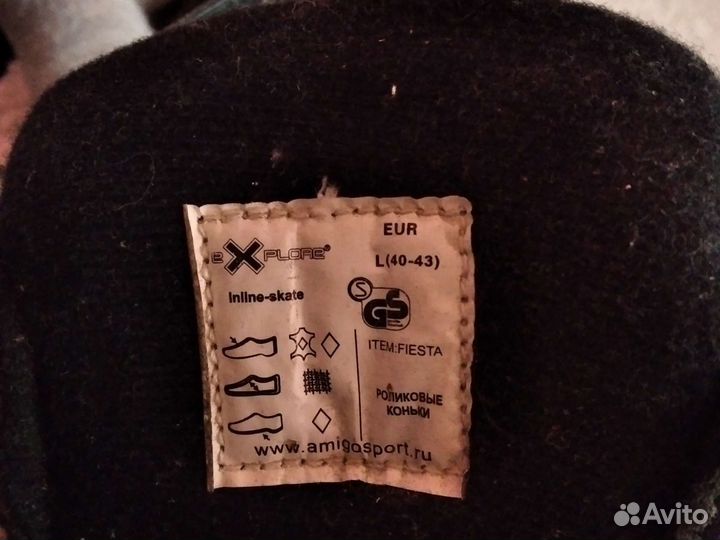 eXPLORE®
EUR
L(40-43)
Inline-skate
S GS
ITEM:FIESTA
РОЛИКОВЫЕ
КОНЬКИ
www.amigosport.ru
Avito